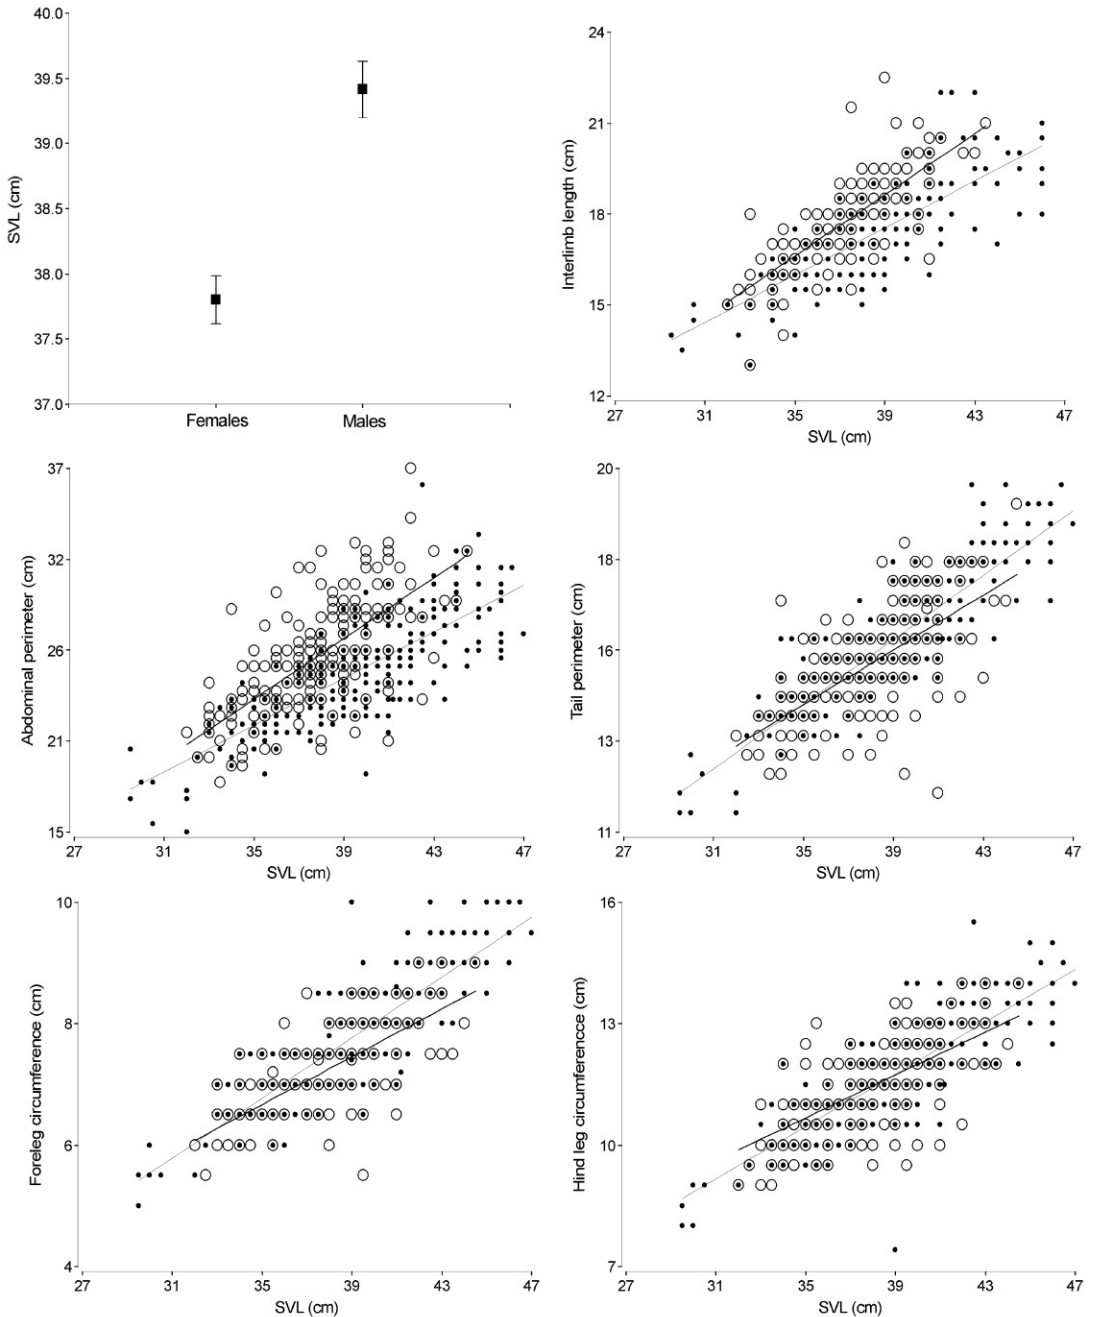 40.0
39.5
39.0
38.5
38.0
37.5
37.0
SVL (cm)
Females Males
24
21
18
15
12
Interlimb length (cm)
27 31 35 39 43 47
SVL (cm)
37
32
26
21
15
Abdominal perimeter (cm)
27 31 35 39 43 47
SVL (cm)
20
18
16
13
11
Tail perimeter (cm)
27 31 35 39 43 47
SVL (cm)
10
8
6
4
Foreleg circumference (cm)
27 31 35 39 43 47
SVL (cm)
16
13
10
7
Hind leg circumferencce (cm)
27 31 35 39 43 47
SVL (cm)